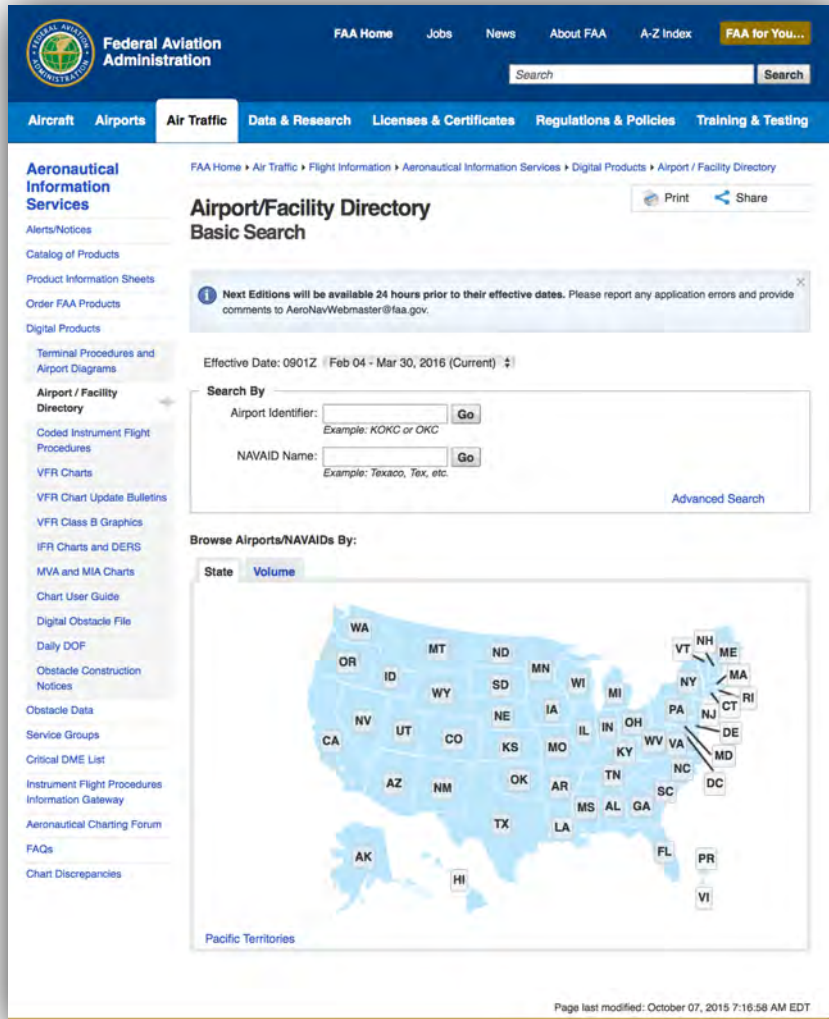 FEDERAL AVIATION
ADMINISTRATION
Federal Aviation
Administration
FAA Home
Jobs
News
About FAA
A-Z Index
FAA for You...
Search
Search
Aircraft
Airports
Air Traffic
Data & Research
Licenses & Certificates
Regulations & Policies
Training & Testing
Aeronautical
Information
Services
Alerts/Notices
Catalog of Products
Product Information Sheets
Order FAA Products
Digital Products
Terminal Procedures and
Airport Diagrams
Airport / Facility
Directory
Coded Instrument Flight
Procedures
VFR Charts
VFR Chart Update Bulletins
VFR Class B Graphics
IFR Charts and DERS
MVA and MIA Charts
Chart User Guide
Digital Obstacle File
Daily DOF
Obstacle Construction
Notices
Obstacle Data
Service Groups
Critical DME List
Instrument Flight Procedures
Information Gateway
Aeronautical Charting Forum
FAQs
Chart Discrepancies
FAA Home ▸ Air Traffic ▸ Flight Information ▸ Aeronautical Information Services ▸ Digital Products ▸ Airport / Facility Directory
Print
Share
Airport/Facility Directory
Basic Search
Next Editions will be available 24 hours prior to their effective dates. Please report any application errors and provide
comments to AeroNavWebmaster@faa.gov.
Effective Date: 0901Z Feb 04 - Mar 30, 2016 (Current)
Search By
Airport Identifier:
Go
Example: KOKC or OKC
NAVAID Name:
Go
Example: Texaco, Tex, etc.
Advanced Search
Browse Airports/NAVAIDs By:
State
Volume
WA
MT
ND
MN
VT
NH
ME
OR
ID
WY
SD
WI
MI
NY
MA
RI
CT
NV
UT
CO
NE
IA
IL
IN
OH
PA
NJ
DE
CA
KS
MO
KY
WV
VA
MD
DC
AZ
NM
OK
AR
TN
NC
SC
TX
LA
MS
AL
GA
FL
AK
HI
PR
VI
Pacific Territories
Page last modified: October 07, 2015 7:16:58 AM EDT